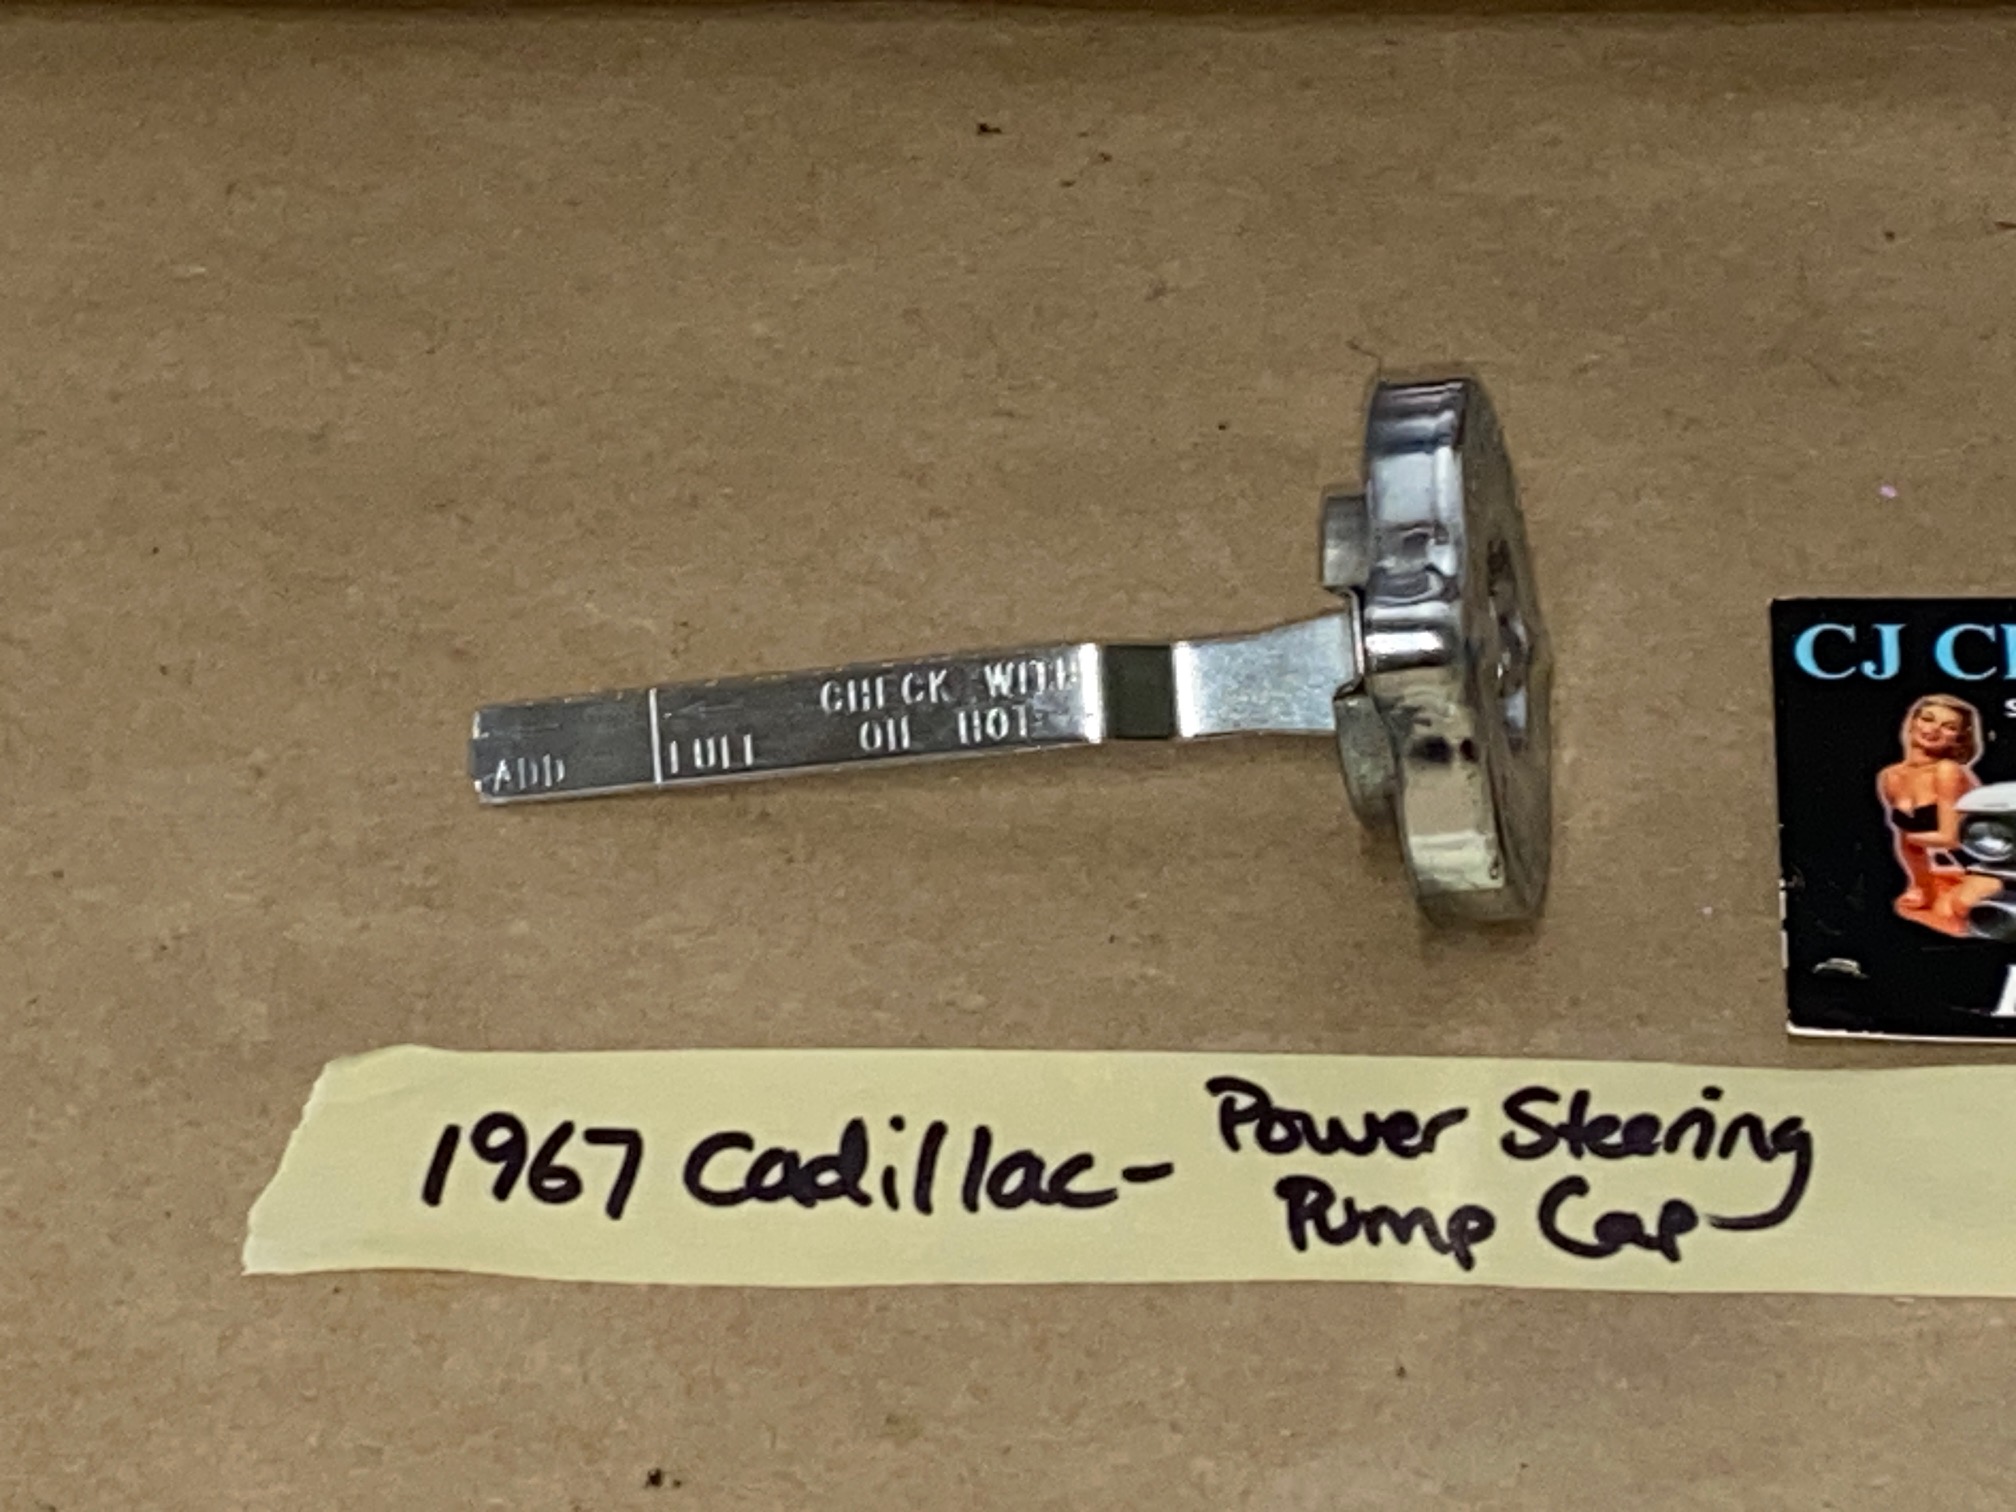 CHECK WITH
OIL HOT
FULL
ADD
CJ
1967 Cadillac- Power Steering
Pump Cap